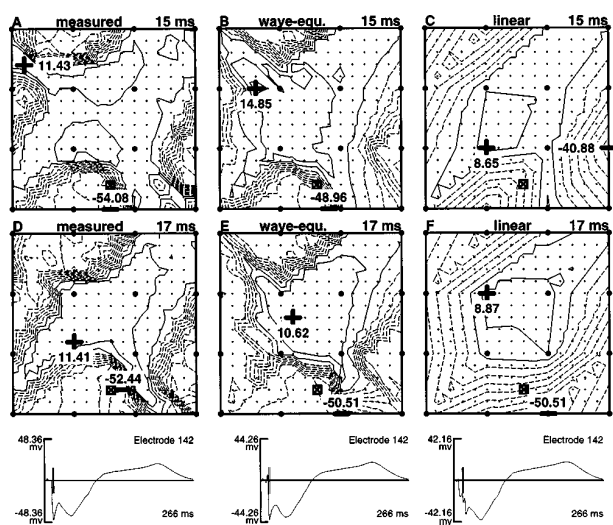 A measured 15 ms
B wave-equ. 15 ms
C linear 15 ms
11.43
14.85
8.65
-40.88
-54.08
-48.96
D measured 17 ms
E wave-equ. 17 ms
F linear 17 ms
11.41
10.62
8.87
-52.44
-50.51
-50.51
48.36
mv
Electrode 142
-48.36
mv
266 ms
44.26
mv
Electrode 142
-44.26
mv
266 ms
42.16
mv
Electrode 142
-42.16
mv
266 ms